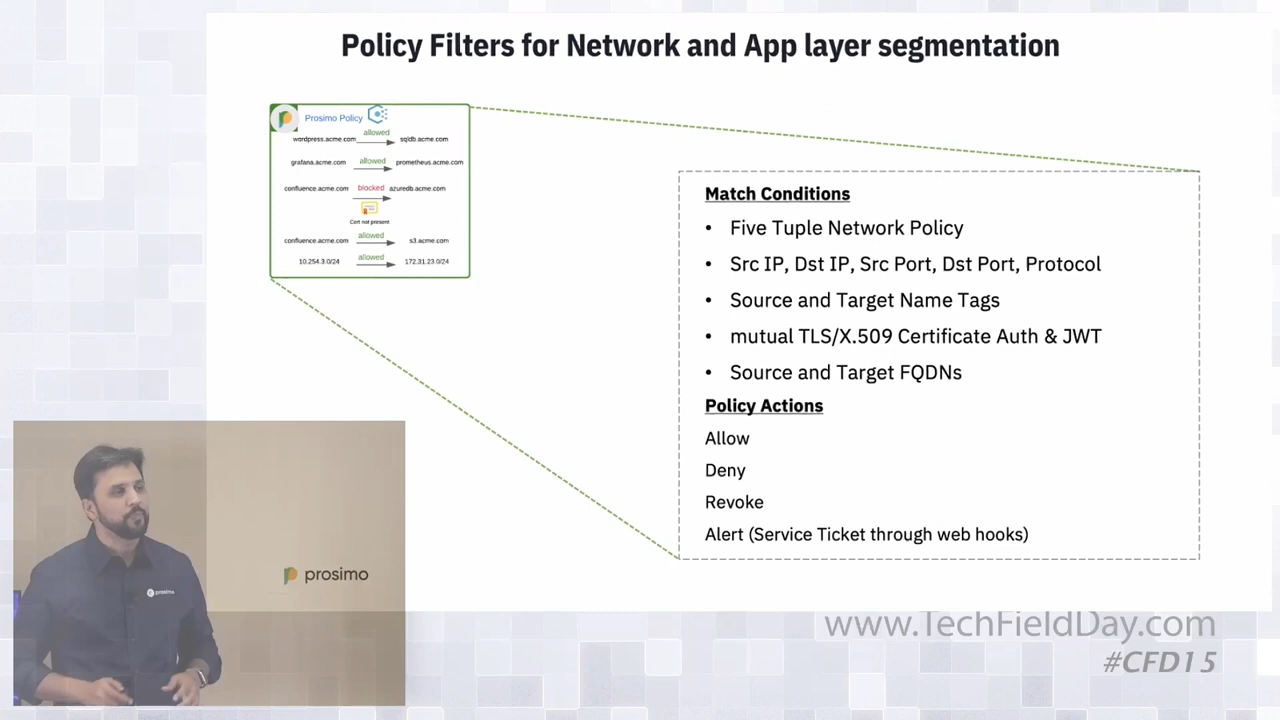 Policy Filters for Network and App layer segmentation
Prosimo Policy
wordpress.acme.com allowed sqldb.acme.com
grafana.acme.com allowed prometheus.acme.com
confluence.acme.com blocked azuredb.acme.com
Cert not present
confluence.acme.com allowed s3.acme.com
10.254.3.0/24 allowed 172.31.23.0/24
Match Conditions
• Five Tuple Network Policy
• Src IP, Dst IP, Src Port, Dst Port, Protocol
• Source and Target Name Tags
• mutual TLS/X.509 Certificate Auth & JWT
• Source and Target FQDNs
Policy Actions
Allow
Deny
Revoke
Alert (Service Ticket through web hooks)
prosimo
prosimo
www.TechFieldDay.com
#CFD15